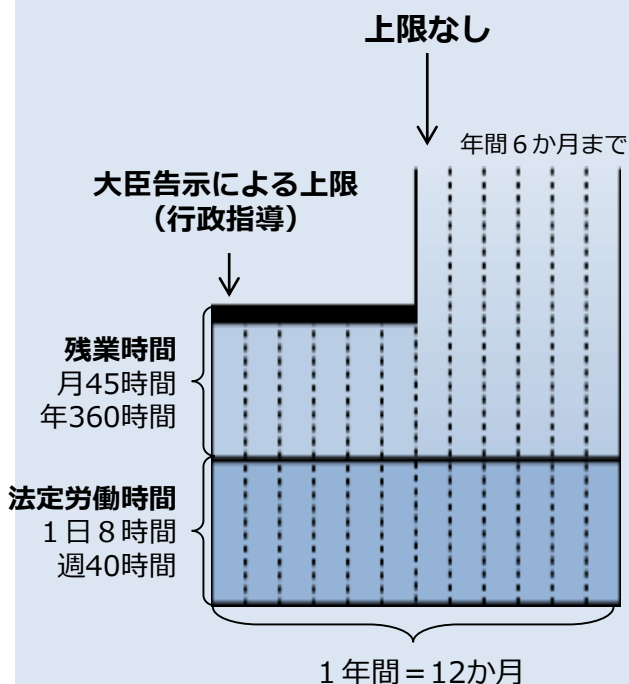 上限なし
年間６か月まで
大臣告示による上限
（行政指導）
残業時間
月45時間
年360時間
法定労働時間
１日８時間
週40時間
１年間＝12か月